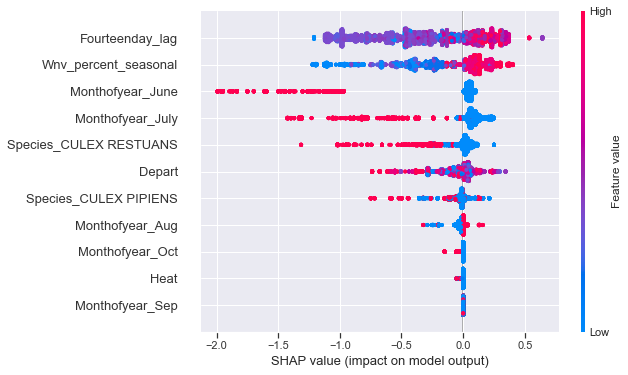 High
Fourteenday_lag
Wnv_percent_seasonal
Monthofyear_June
Monthofyear_July
Species_CULEX RESTUANS
Depart
Species_CULEX PIPIENS
Monthofyear_Aug
Monthofyear_Oct
Heat
Monthofyear_Sep
Feature value
Low
−2.0 −1.5 −1.0 −0.5 0.0 0.5
SHAP value (impact on model output)